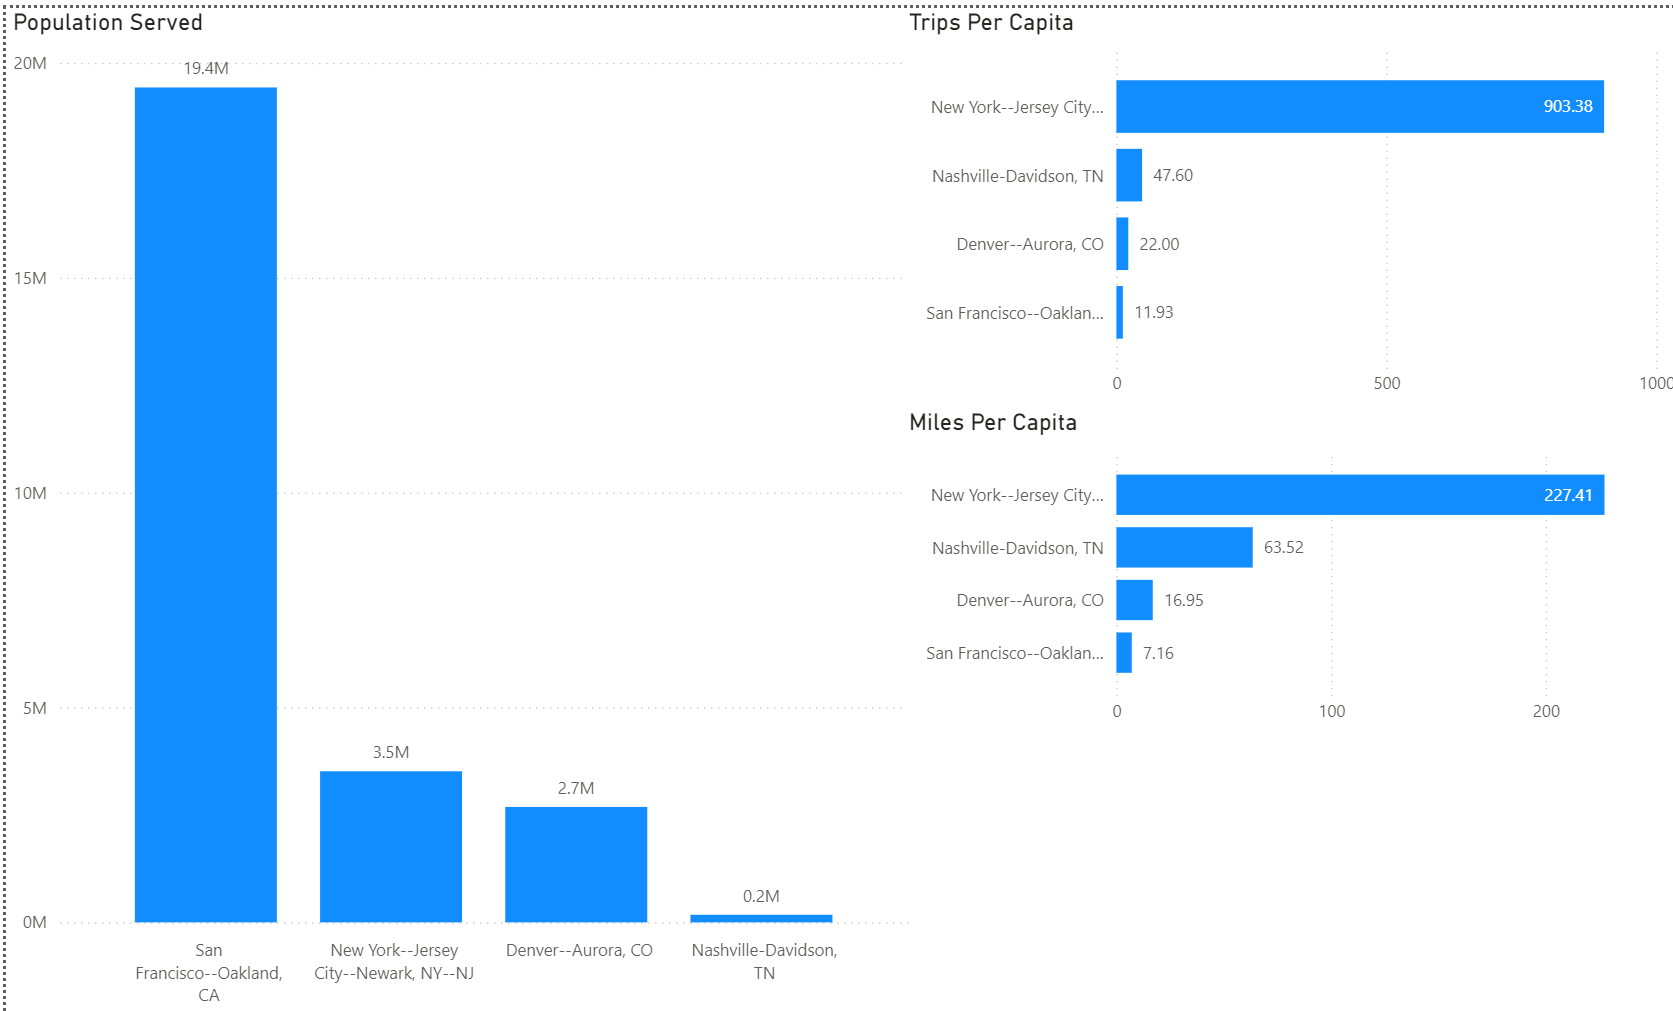 Population Served
20M
15M
10M
5M
0M
19.4M
3.5M
2.7M
0.2M
San
Francisco--Oakland,
CA
New York--Jersey
City--Newark, NY--NJ
Denver--Aurora, CO
Nashville-Davidson,
TN
Trips Per Capita
New York--Jersey City... 903.38
Nashville-Davidson, TN 47.60
Denver--Aurora, CO 22.00
San Francisco--Oaklan... 11.93
0 500 1000
Miles Per Capita
New York--Jersey City... 227.41
Nashville-Davidson, TN 63.52
Denver--Aurora, CO 16.95
San Francisco--Oaklan... 7.16
0 100 200